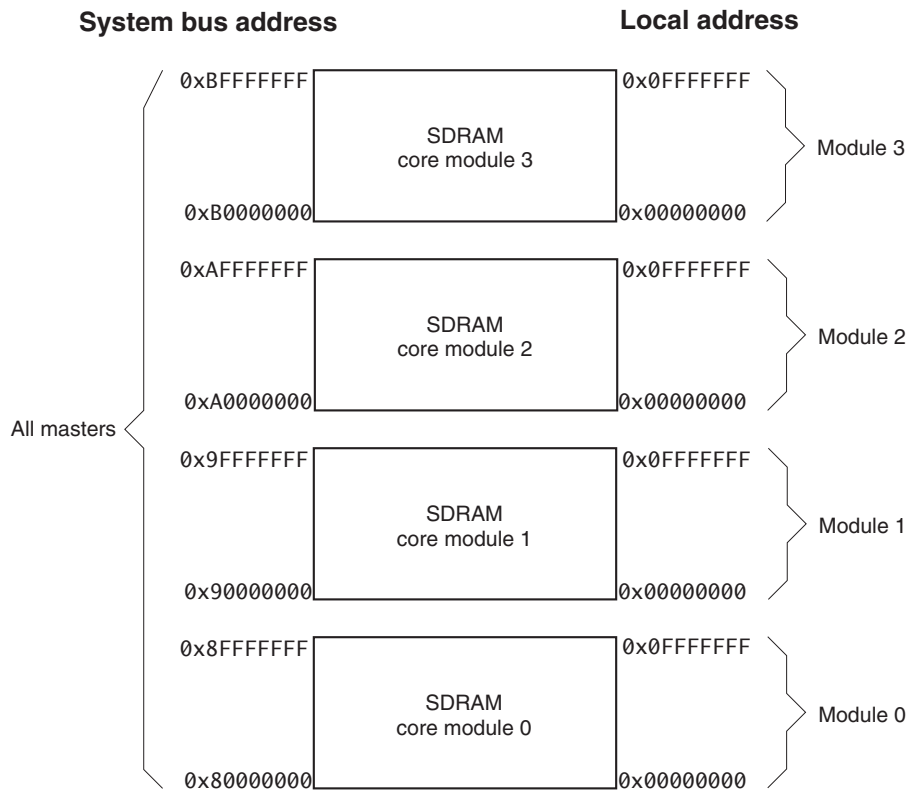 System bus address Local address
0xBFFFFFFF 0x0FFFFFFF
SDRAM
core module 3
Module 3
0xB0000000 0x00000000
0xAFFFFFFF 0x0FFFFFFF
SDRAM
core module 2
Module 2
0xA0000000 0x00000000
All masters
0x9FFFFFFF 0x0FFFFFFF
SDRAM
core module 1
Module 1
0x90000000 0x00000000
0x8FFFFFFF 0x0FFFFFFF
SDRAM
core module 0
Module 0
0x80000000 0x00000000